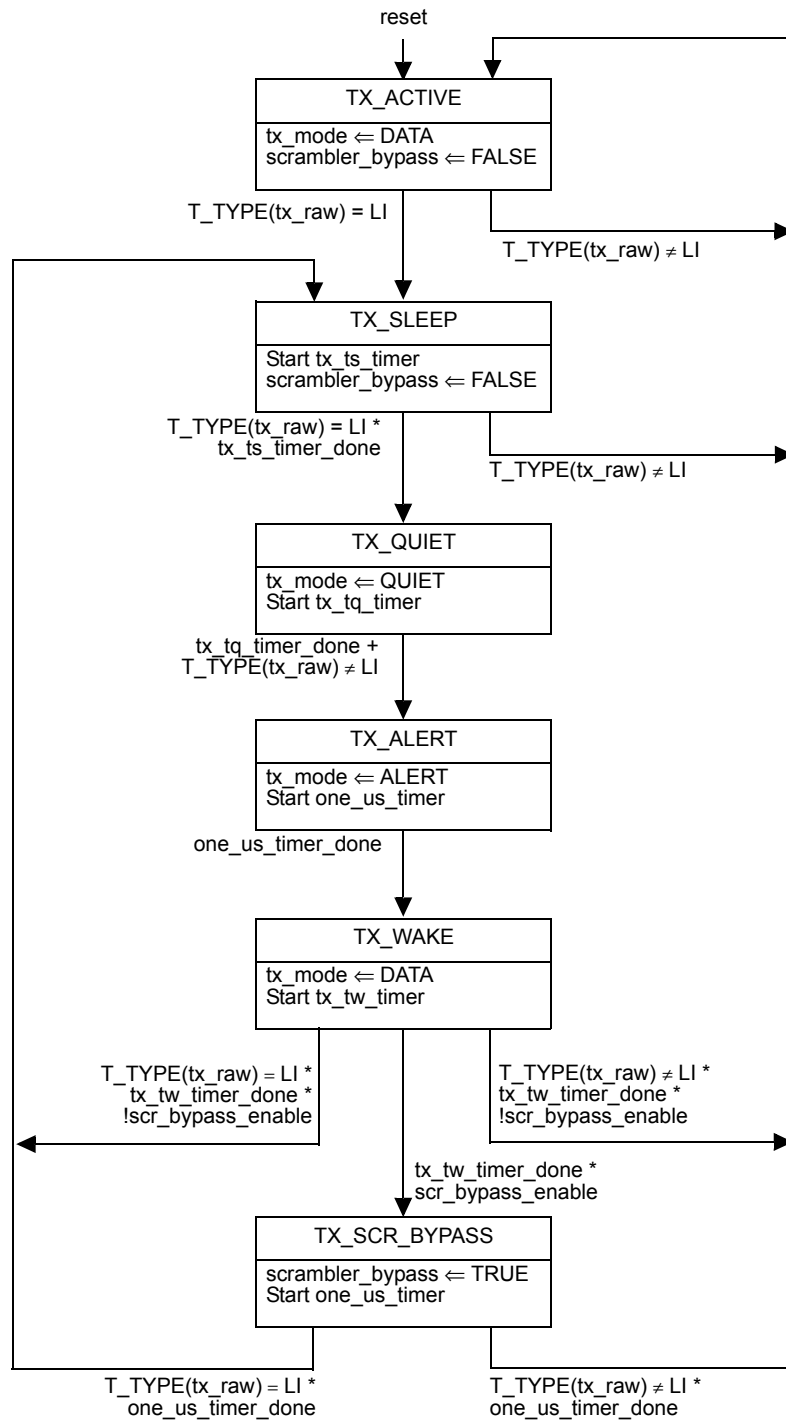 reset
TX_ACTIVE
tx_mode ⇐ DATA
scrambler_bypass ⇐ FALSE
T_TYPE(tx_raw) = LI
T_TYPE(tx_raw) ≠ LI
TX_SLEEP
Start tx_ts_timer
scrambler_bypass ⇐ FALSE
T_TYPE(tx_raw) = LI *
tx_ts_timer_done
T_TYPE(tx_raw) ≠ LI
TX_QUIET
tx_mode ⇐ QUIET
Start tx_tq_timer
tx_tq_timer_done +
T_TYPE(tx_raw) ≠ LI
TX_ALERT
tx_mode ⇐ ALERT
Start one_us_timer
one_us_timer_done
TX_WAKE
tx_mode ⇐ DATA
Start tx_tw_timer
T_TYPE(tx_raw) = LI *
tx_tw_timer_done *
!scr_bypass_enable
T_TYPE(tx_raw) ≠ LI *
tx_tw_timer_done *
!scr_bypass_enable
tx_tw_timer_done *
scr_bypass_enable
TX_SCR_BYPASS
scrambler_bypass ⇐ TRUE
Start one_us_timer
T_TYPE(tx_raw) = LI *
one_us_timer_done
T_TYPE(tx_raw) ≠ LI *
one_us_timer_done